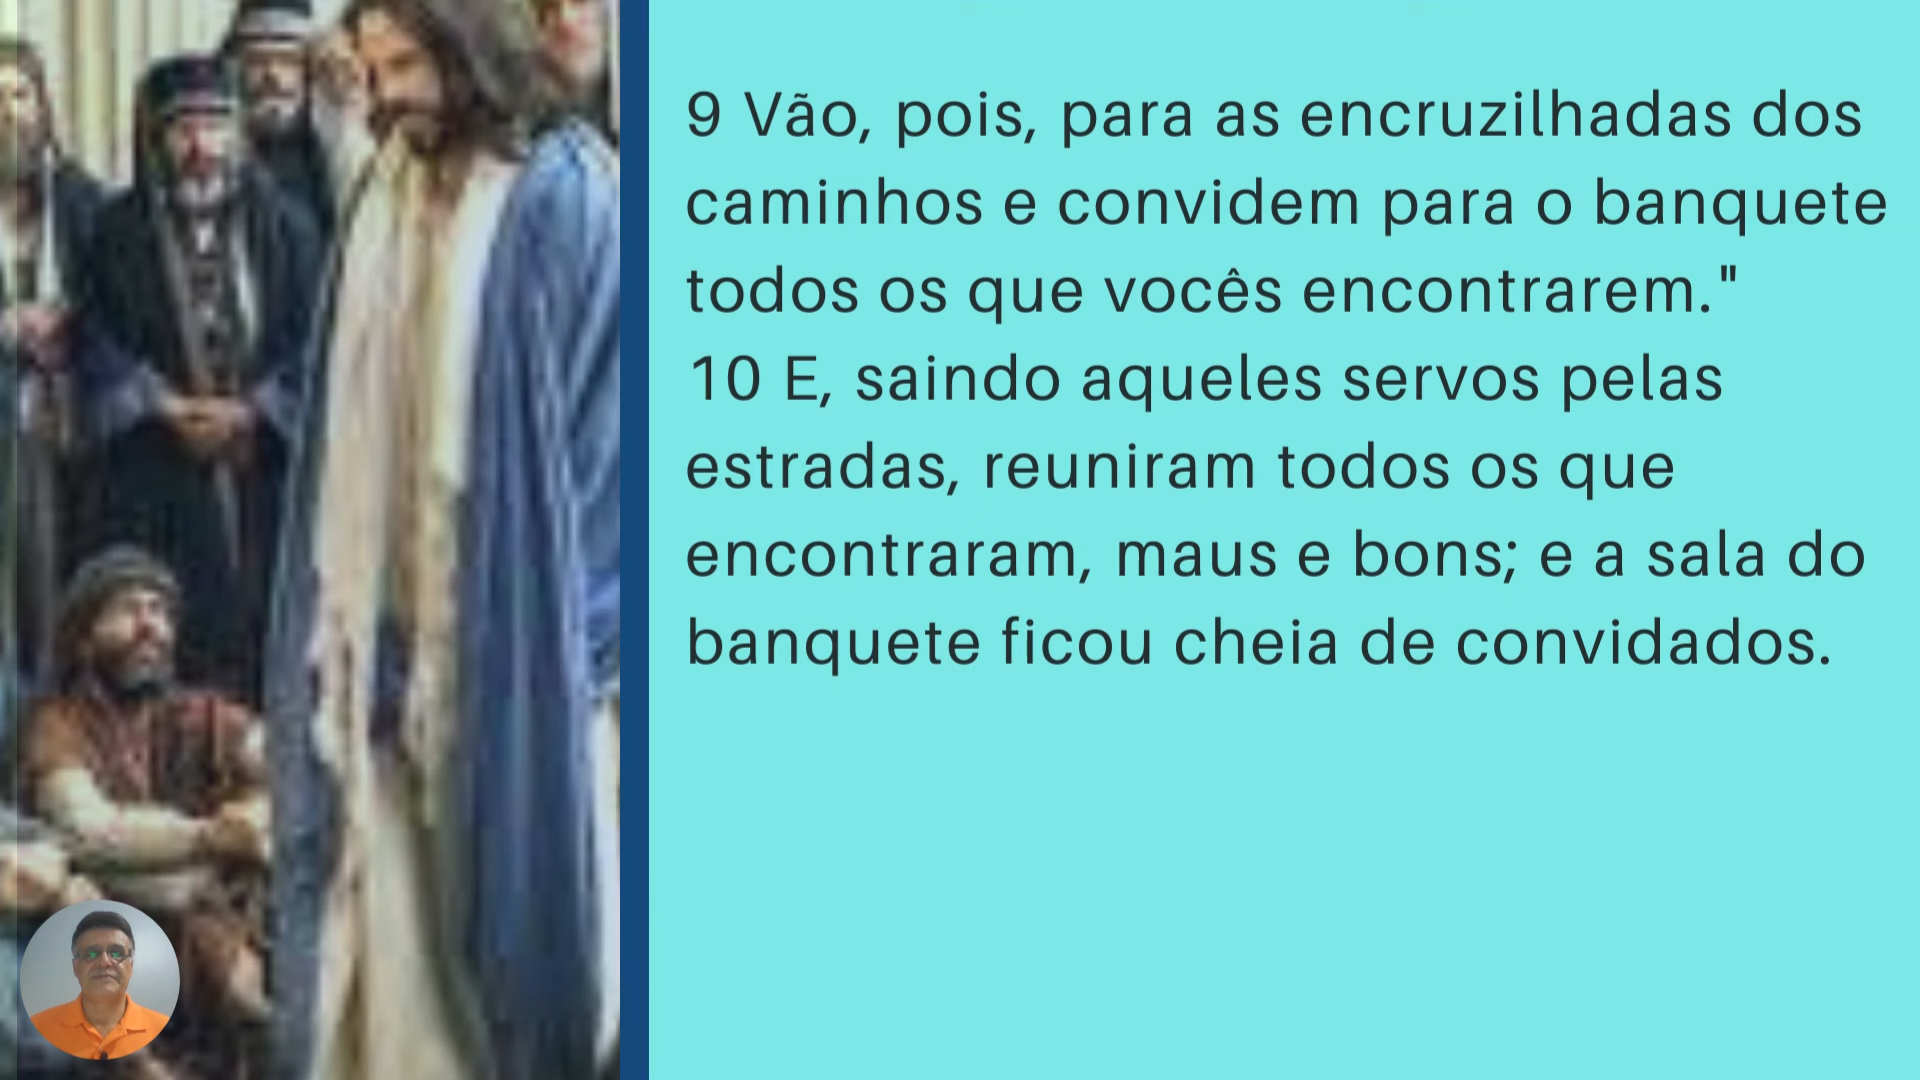 9 Vão, pois, para as encruzilhadas dos
caminhos e convidem para o banquete
todos os que vocês encontrarem."
10 E, saindo aqueles servos pelas
estradas, reuniram todos os que
encontraram, maus e bons; e a sala do
banquete ficou cheia de convidados.